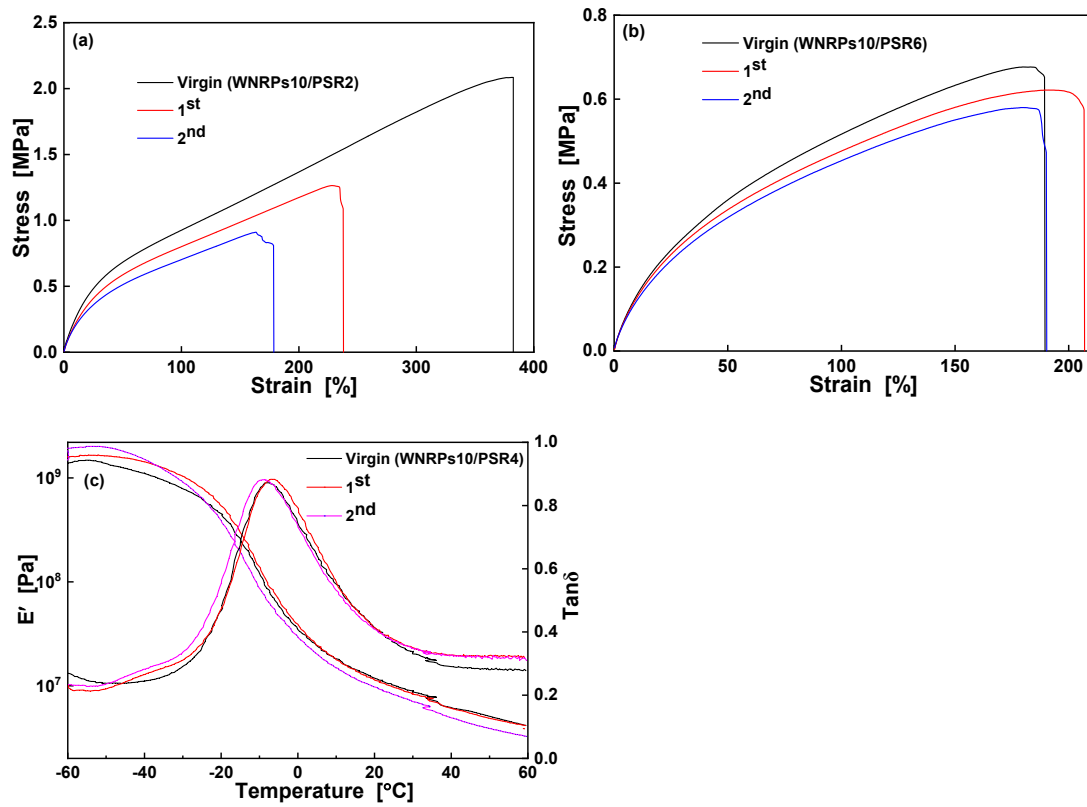 (a)
Virgin (WNRPs10/PSR2)
1st
2nd
2.5
2.0
1.5
1.0
0.5
0.0
Stress [MPa]
0 100 200 300 400
Strain [%]
(b)
Virgin (WNRPs10/PSR6)
1st
2nd
0.8
0.6
0.4
0.2
0.0
Stress [MPa]
0 50 100 150 200
Strain [%]
(c)
Virgin (WNRPs10/PSR4)
1st
2nd
10⁹
10⁸
10⁷
E′ [Pa]
1.0
0.8
0.6
0.4
0.2
0.0
Tanδ
-60 -40 -20 0 20 40 60
Temperature [°C]